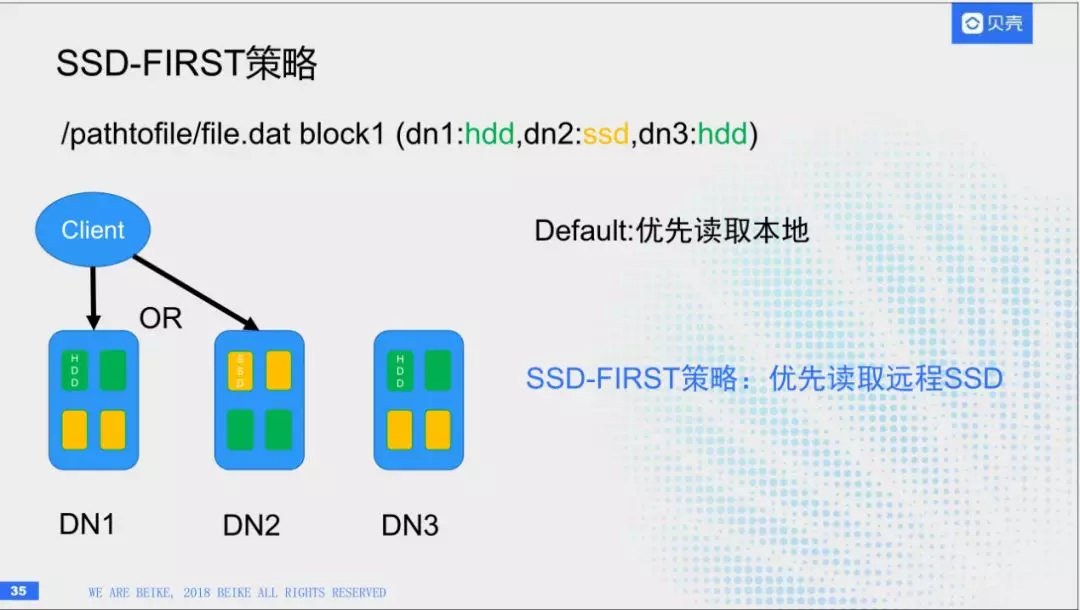 贝壳
SSD-FIRST策略
/pathtofile/file.dat block1 (dn1:hdd,dn2:ssd,dn3:hdd)
Client
Default:优先读取本地
OR
HDD
SSD
HDD
SSD-FIRST策略：优先读取远程SSD
DN1
DN2
DN3
35
WE ARE BEIKE, 2018 BEIKE ALL RIGHTS RESERVED